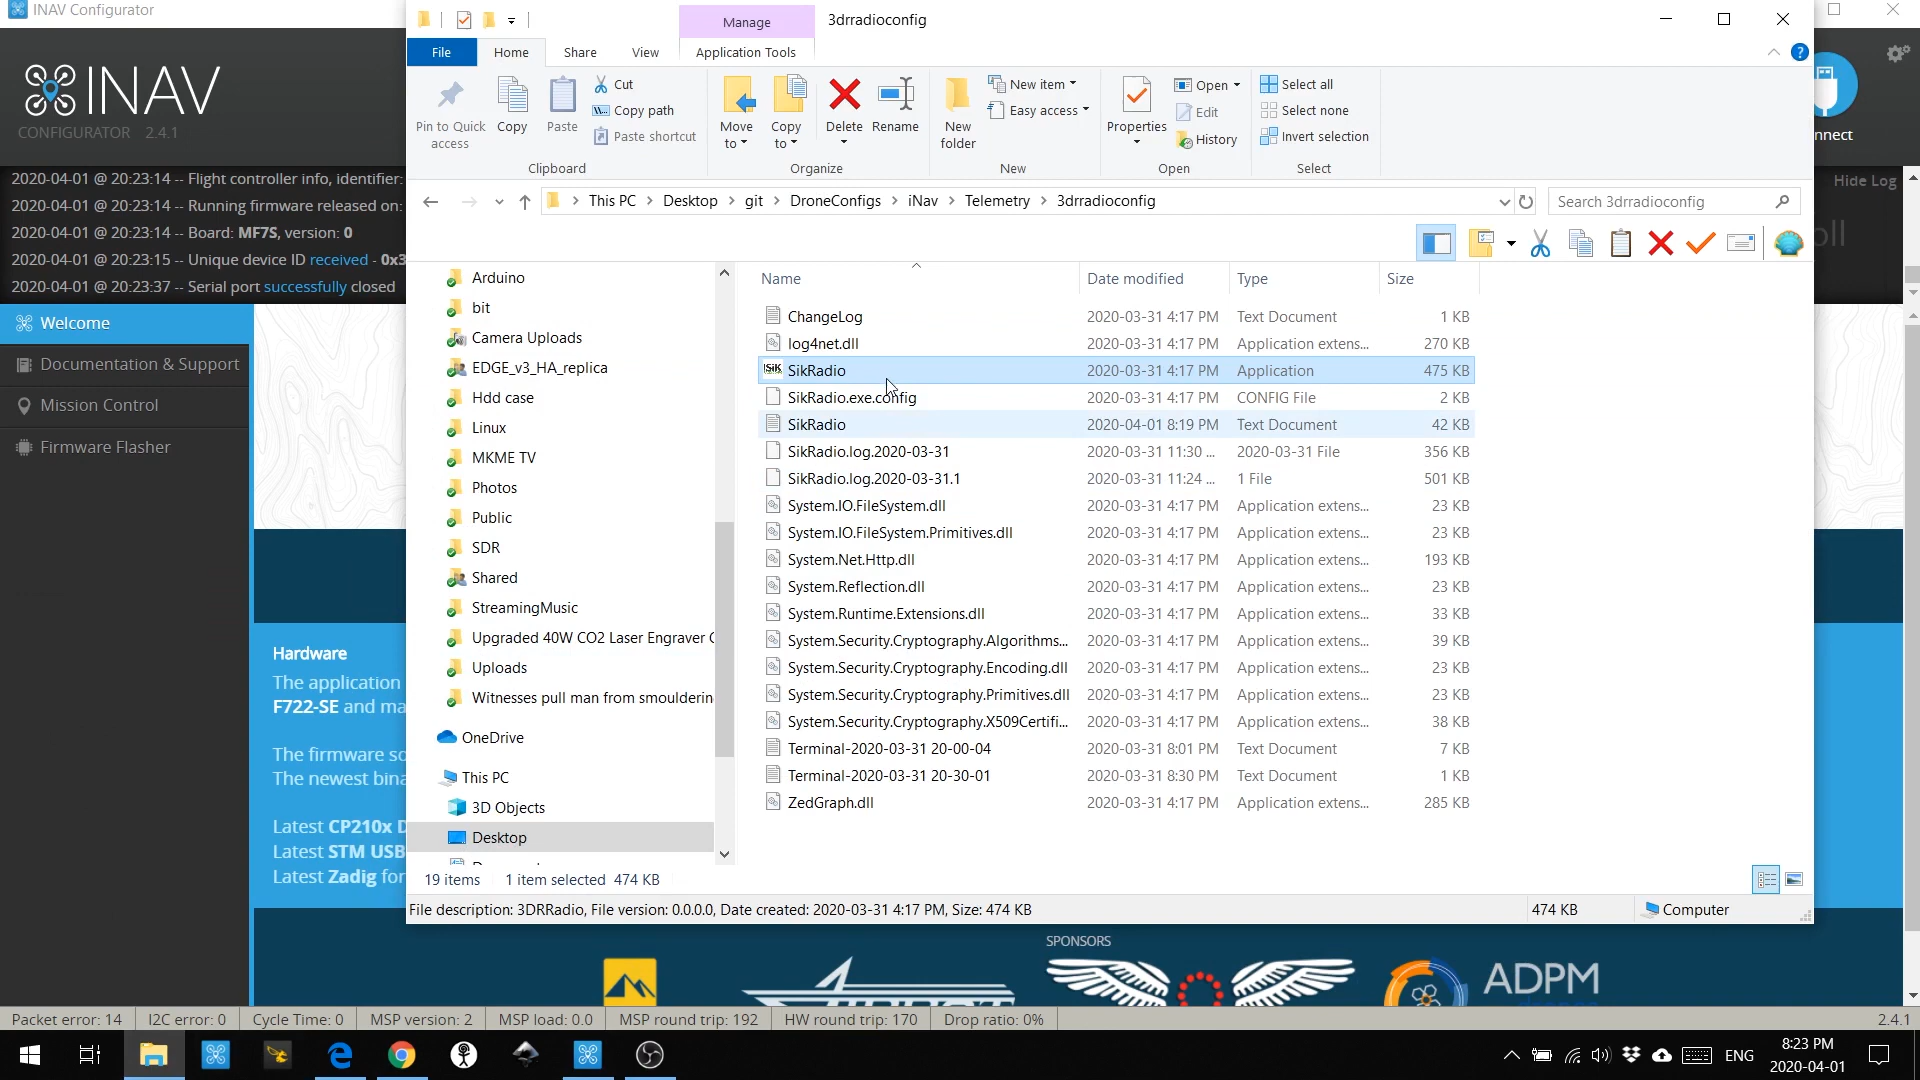 INAV Configurator
INAV
CONFIGURATOR 2.4.1
2020-04-01 @ 20:23:14 -- Flight controller info, identifier:
2020-04-01 @ 20:23:14 -- Running firmware released on:
2020-04-01 @ 20:23:14 -- Board: MF7S, version: 0
2020-04-01 @ 20:23:15 -- Unique device ID received - 0x3
2020-04-01 @ 20:23:37 -- Serial port successfully closed
Welcome
Documentation & Support
Mission Control
Firmware Flasher
Hardware
The application
F722-SE and ma
The firmware so
The newest bina
Latest CP210x D
Latest STM USB
Latest Zadig for
Manage
3drradioconfig
File
Home
Share
View
Application Tools
Pin to Quick
access
Copy
Paste
Cut
Copy path
Paste shortcut
Clipboard
Move
to
Copy
to
Delete
Rename
Organize
New
folder
New item
Easy access
New
Properties
Open
Edit
History
Open
Select all
Select none
Invert selection
Select
This PC > Desktop > git > DroneConfigs > iNav > Telemetry > 3drradioconfig
Search 3drradioconfig
nnect
Hide Log
oll
Arduino
bit
Camera Uploads
EDGE_v3_HA_replica
Hdd case
Linux
MKME TV
Photos
Public
SDR
Shared
StreamingMusic
Upgraded 40W CO2 Laser Engraver
Uploads
Witnesses pull man from smoulderin
OneDrive
This PC
3D Objects
Desktop
Name Date modified Type Size
ChangeLog 2020-03-31 4:17 PM Text Document 1 KB
log4net.dll 2020-03-31 4:17 PM Application extens... 270 KB
SiK SikRadio 2020-03-31 4:17 PM Application 475 KB
SikRadio.exe.config 2020-03-31 4:17 PM CONFIG File 2 KB
SikRadio 2020-04-01 8:19 PM Text Document 42 KB
SikRadio.log.2020-03-31 2020-03-31 11:30 ... 2020-03-31 File 356 KB
SikRadio.log.2020-03-31.1 2020-03-31 11:24 ... 1 File 501 KB
System.IO.FileSystem.dll 2020-03-31 4:17 PM Application extens... 23 KB
System.IO.FileSystem.Primitives.dll 2020-03-31 4:17 PM Application extens... 23 KB
System.Net.Http.dll 2020-03-31 4:17 PM Application extens... 193 KB
System.Reflection.dll 2020-03-31 4:17 PM Application extens... 23 KB
System.Runtime.Extensions.dll 2020-03-31 4:17 PM Application extens... 33 KB
System.Security.Cryptography.Algorithms... 2020-03-31 4:17 PM Application extens... 39 KB
System.Security.Cryptography.Encoding.dll 2020-03-31 4:17 PM Application extens... 23 KB
System.Security.Cryptography.Primitives.dll 2020-03-31 4:17 PM Application extens... 23 KB
System.Security.Cryptography.X509Certifi... 2020-03-31 4:17 PM Application extens... 38 KB
Terminal-2020-03-31 20-00-04 2020-03-31 8:01 PM Text Document 7 KB
Terminal-2020-03-31 20-30-01 2020-03-31 8:30 PM Text Document 1 KB
ZedGraph.dll 2020-03-31 4:17 PM Application extens... 285 KB
19 items 1 item selected 474 KB
File description: 3DRRadio, File version: 0.0.0.0, Date created: 2020-03-31 4:17 PM, Size: 474 KB
474 KB
Computer
SPONSORS
ADPM
Packet error: 14 I2C error: 0 Cycle Time: 0 MSP version: 2 MSP load: 0.0 MSP round trip: 192 HW round trip: 170 Drop ratio: 0% 2.4.1
ENG
8:23 PM
2020-04-01